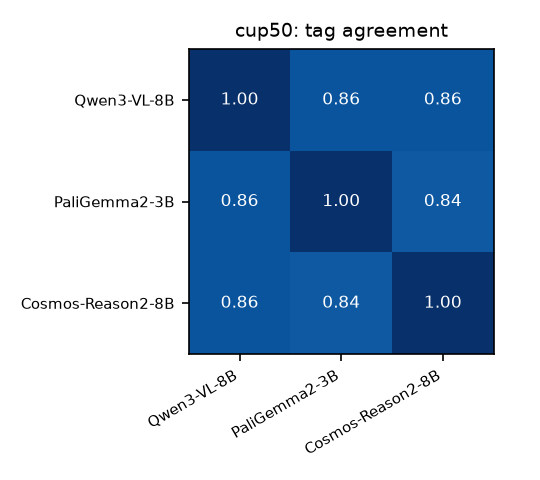 cup50: tag agreement
Qwen3-VL-8B 1.00 0.86 0.86
PaliGemma2-3B 0.86 1.00 0.84
Cosmos-Reason2-8B 0.86 0.84 1.00
Qwen3-VL-8B PaliGemma2-3B Cosmos-Reason2-8B